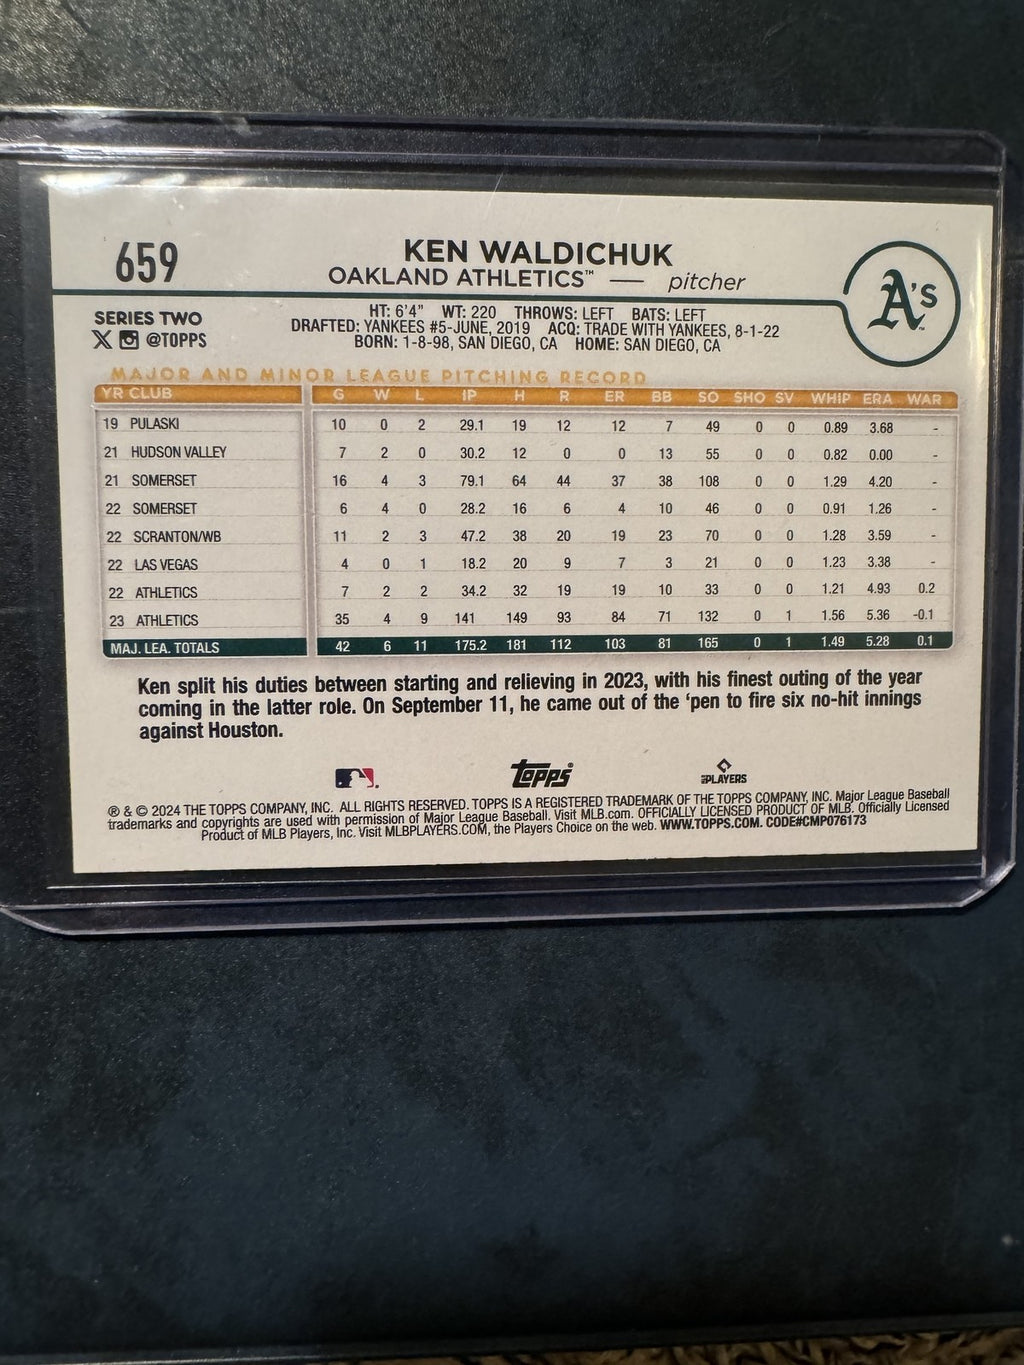 659
KEN WALDICHUK
OAKLAND ATHLETICS™ — pitcher
A's™
SERIES TWO
X @TOPPS
HT: 6'4" WT: 220 THROWS: LEFT BATS: LEFT
DRAFTED: YANKEES #5-JUNE, 2019 ACQ: TRADE WITH YANKEES, 8-1-22
BORN: 1-8-98, SAN DIEGO, CA HOME: SAN DIEGO, CA
MAJOR AND MINOR LEAGUE PITCHING RECORD
YR CLUB G W L IP H R ER BB SO SHO SV WHIP ERA WAR
19 PULASKI 10 0 2 29.1 19 12 12 7 49 0 0 0.89 3.68 -
21 HUDSON VALLEY 7 2 0 30.2 12 0 0 13 55 0 0 0.82 0.00 -
21 SOMERSET 16 4 3 79.1 64 44 37 38 108 0 0 1.29 4.20 -
22 SOMERSET 6 4 0 28.2 16 6 4 10 46 0 0 0.91 1.26 -
22 SCRANTON/WB 11 2 3 47.2 38 20 19 23 70 0 0 1.28 3.59 -
22 LAS VEGAS 4 0 1 18.2 20 9 7 3 21 0 0 1.23 3.38 -
22 ATHLETICS 7 2 2 34.2 32 19 19 10 33 0 0 1.21 4.93 0.2
23 ATHLETICS 35 4 9 141 149 93 84 71 132 0 1 1.56 5.36 -0.1
MAJ. LEA. TOTALS 42 6 11 175.2 181 112 103 81 165 0 1 1.49 5.28 0.1
Ken split his duties between starting and relieving in 2023, with his finest outing of the year
coming in the latter role. On September 11, he came out of the 'pen to fire six no-hit innings
against Houston.
Topps®
MLB PLAYERS
® & © 2024 THE TOPPS COMPANY, INC. ALL RIGHTS RESERVED. TOPPS IS A REGISTERED TRADEMARK OF THE TOPPS COMPANY, INC. Major League Baseball
trademarks and copyrights are used with permission of Major League Baseball. Visit MLB.com. OFFICIALLY LICENSED PRODUCT OF MLB. Officially Licensed
Product of MLB Players, Inc. Visit MLBPLAYERS.COM, the Players Choice on the web. WWW.TOPPS.COM. CODE#CMP076173